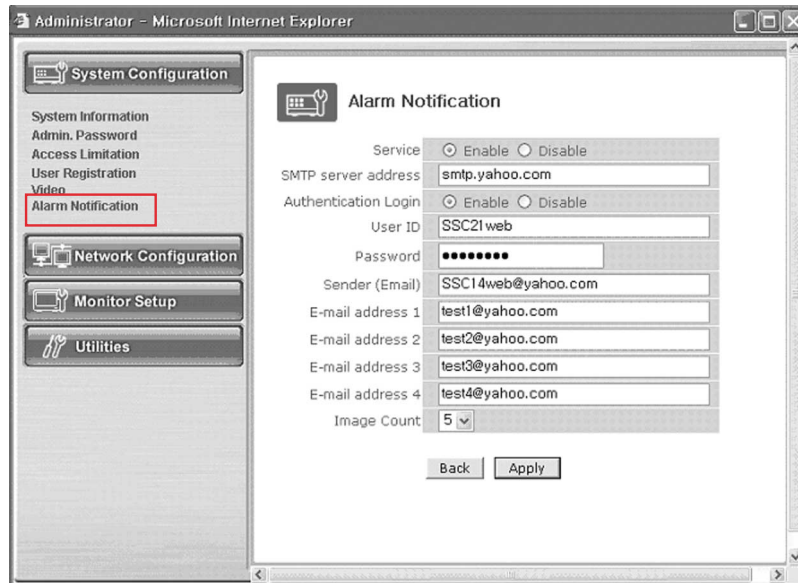 Administrator - Microsoft Internet Explorer
System Configuration
System Information
Admin. Password
Access Limitation
User Registration
Video
Alarm Notification
Network Configuration
Monitor Setup
Utilities
Alarm Notification
Service Enable Disable
SMTP server address smtp.yahoo.com
Authentication Login Enable Disable
User ID SSC21web
Password ••••••••
Sender (Email) SSC14web@yahoo.com
E-mail address 1 test1@yahoo.com
E-mail address 2 test2@yahoo.com
E-mail address 3 test3@yahoo.com
E-mail address 4 test4@yahoo.com
Image Count 5
Back Apply